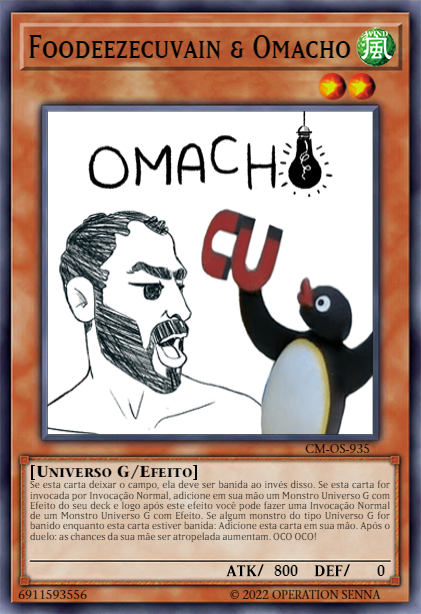 FOODEEZECUVAIN & OMACHO
WIND
風
OMACHO
CU
CM-OS-935
[UNIVERSO G/EFEITO]
Se esta carta deixar o campo, ela deve ser banida ao invés disso. Se esta carta for
invocada por Invocação Normal, adicione em sua mão um Monstro Universo G com
Efeito do seu deck e logo após este efeito você pode fazer uma Invocação Normal
de um Monstro Universo G com Efeito. Se algum monstro do tipo Universo G for
banido enquanto esta carta estiver banida: Adicione esta carta em sua mão. Após o
duelo: as chances da sua mãe ser atropelada aumentam. OCO OCO!
ATK/ 800 DEF/ 0
6911593556
© 2022 OPERATION SENNA